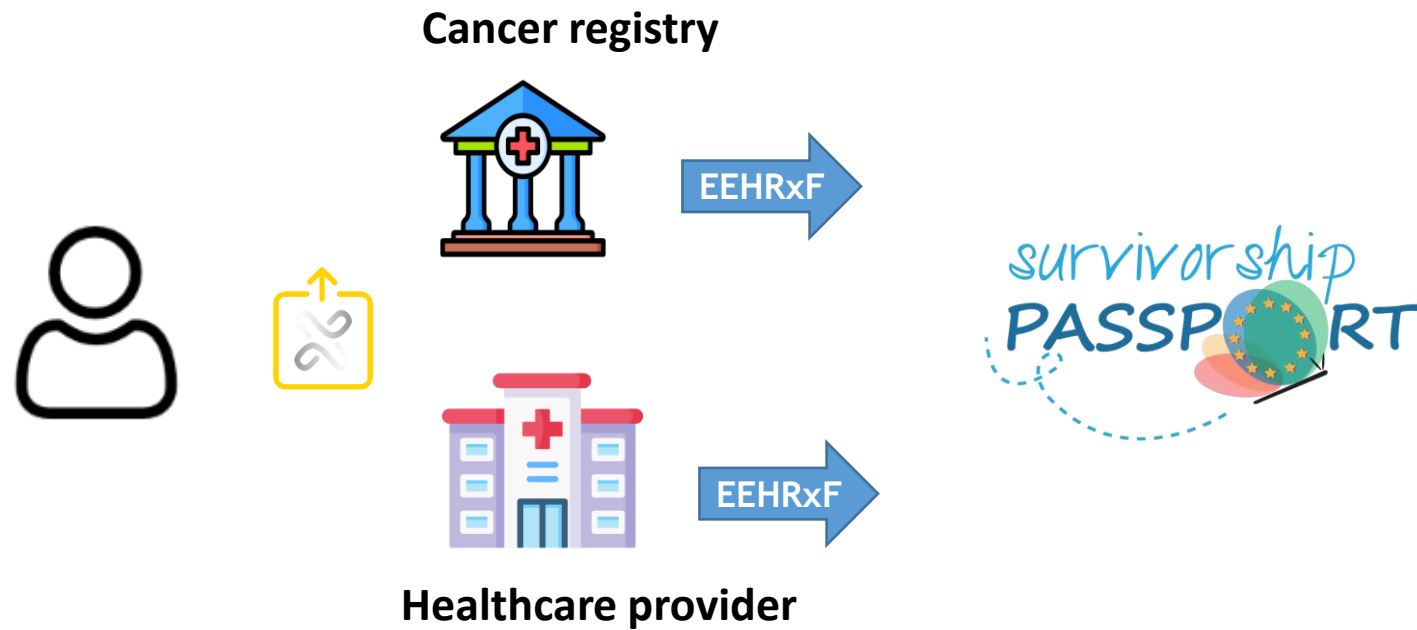 Cancer registry
EEHRxF
survivorship
PASSPORT
EEHRxF
Healthcare provider